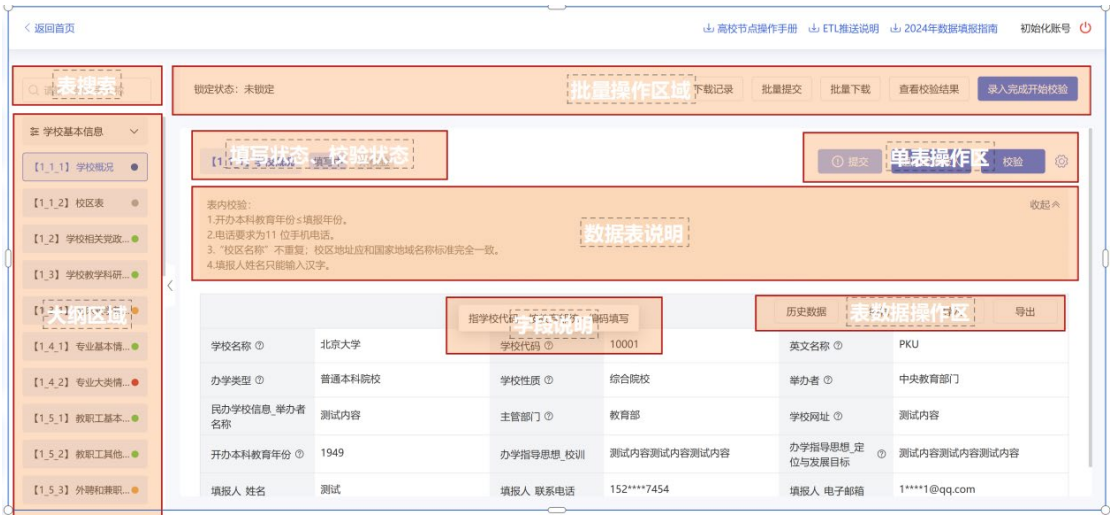 返回首页
高校节点操作手册 ETL推送说明 2024年数据填报指南 初始化账号
表搜索
锁定状态：未锁定 批量操作区域 下载记录 批量提交 批量下载 查看校验结果 录入完成开始校验
学校基本信息
填写状态、校验状态
提交 单表操作区 校验
【1_1_1】学校概况
【1_1_2】校区表
【1_2】学校相关党政...
【1_3】学校教学科研...
大纲区域
【1_4_1】专业基本情...
【1_4_2】专业大类情...
【1_5_1】教职工基本...
【1_5_2】教职工其他...
【1_5_3】外聘和兼职...
表内校验： 收起
1.开办本科教育年份≤填报年份。
2.电话要求为11 位手机电话。
3.“校区名称”不重复；校区地址应和国家地域名称标准完全一致。
4.填报人姓名只能输入汉字。
数据表说明
指学校代码 编码填写
字段说明
历史数据 表数据操作区 导出
学校名称 北京大学 学校代码 10001 英文名称 PKU
办学类型 普通本科院校 学校性质 综合院校 举办者 中央教育部门
民办学校信息_举办者名称 测试内容 主管部门 教育部 学校网址 测试内容
开办本科教育年份 1949 办学指导思想_校训 测试内容测试内容测试内容 办学指导思想_定位与发展目标 测试内容测试内容测试内容
填报人 姓名 测试 填报人 联系电话 152****7454 填报人 电子邮箱 1****1@qq.com